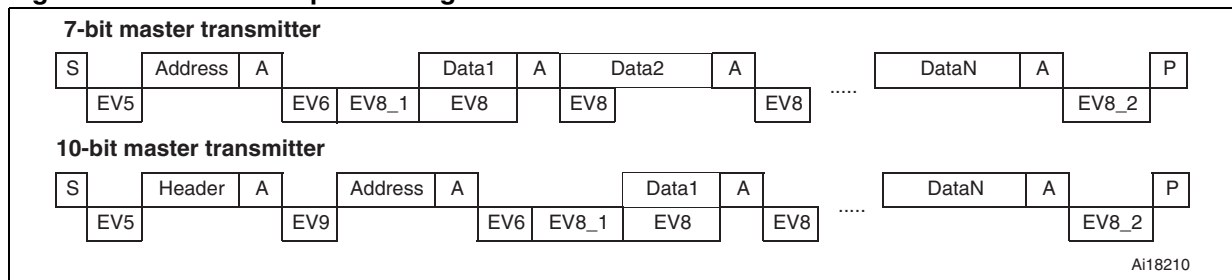 7-bit master transmitter
S Address A Data1 A Data2 A ..... DataN A P
EV5 EV6 EV8_1 EV8 EV8 EV8 EV8_2
10-bit master transmitter
S Header A Address A Data1 A ..... DataN A P
EV5 EV9 EV6 EV8_1 EV8 EV8 EV8_2
Ai18210